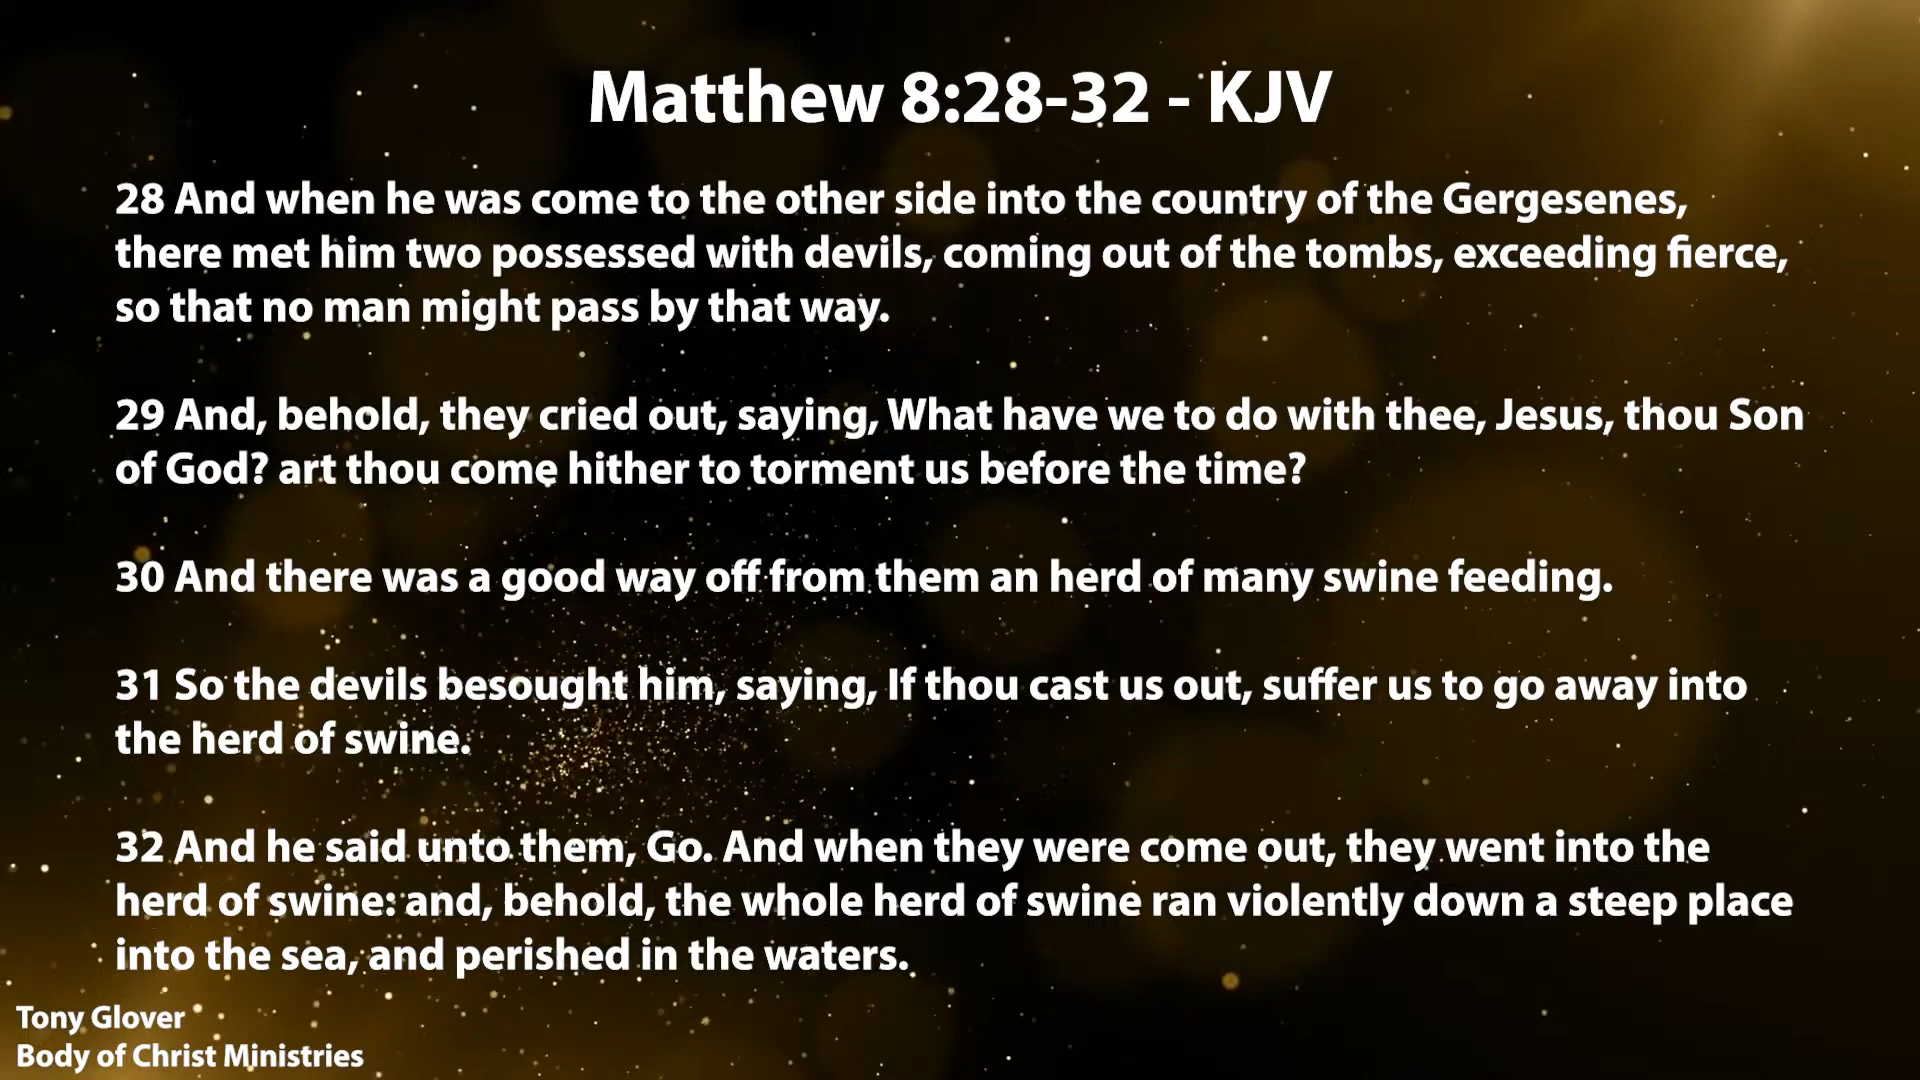 Matthew 8:28-32 - KJV
28 And when he was come to the other side into the country of the Gergesenes,
there met him two possessed with devils, coming out of the tombs, exceeding fierce,
so that no man might pass by that way.
29 And, behold, they cried out, saying, What have we to do with thee, Jesus, thou Son
of God? art thou come hither to torment us before the time?
30 And there was a good way off from them an herd of many swine feeding.
31 So the devils besought him, saying, If thou cast us out, suffer us to go away into
the herd of swine.
32 And he said unto them, Go. And when they were come out, they went into the
herd of swine: and, behold, the whole herd of swine ran violently down a steep place
into the sea, and perished in the waters.
Tony Glover
Body of Christ Ministries